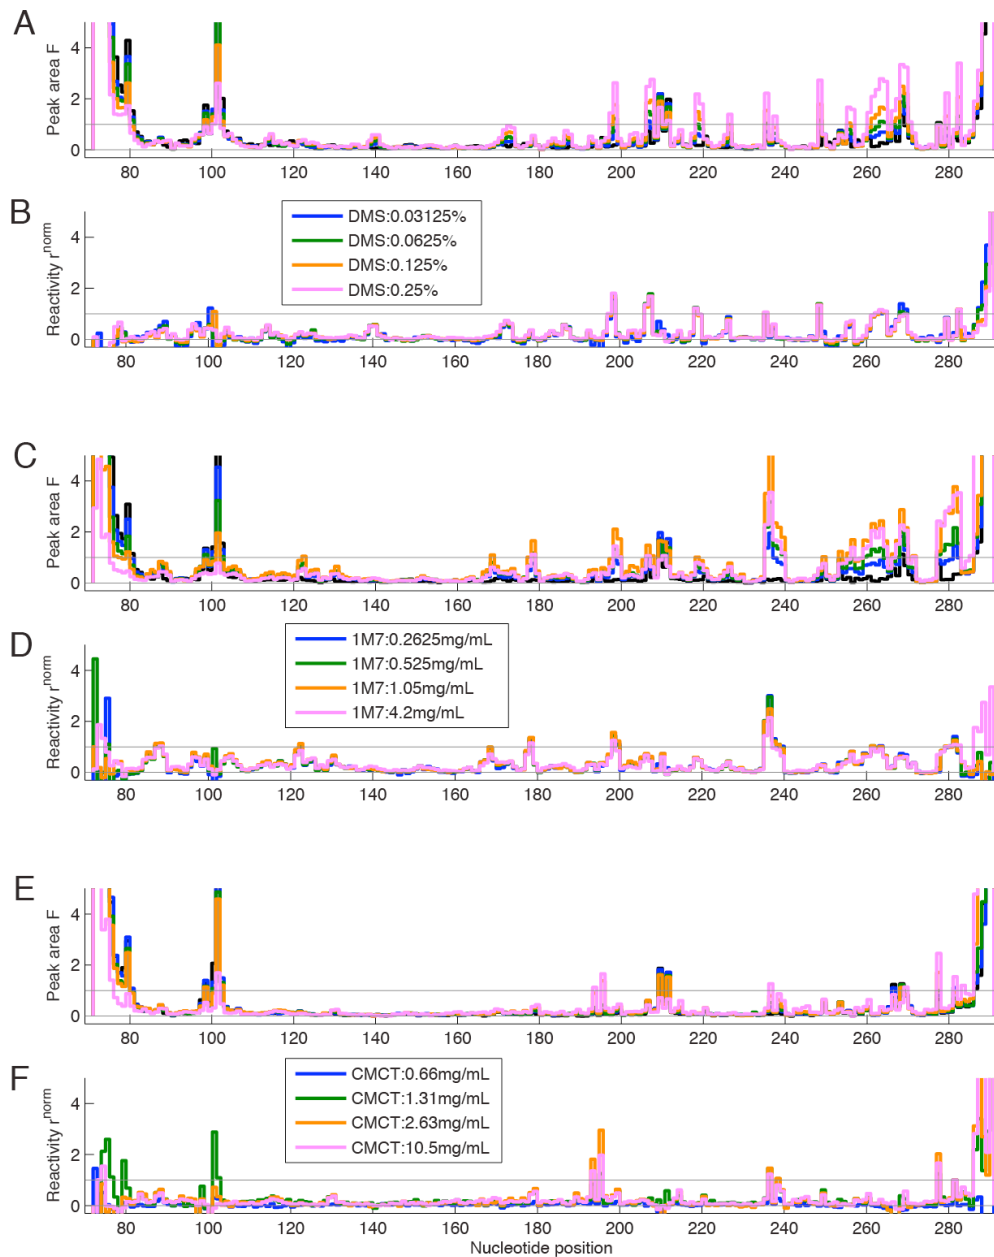 A
Peak area F
4
2
0
80 100 120 140 160 180 200 220 240 260 280
B
Reactivity rnorm
4
2
0
DMS:0.03125%
DMS:0.0625%
DMS:0.125%
DMS:0.25%
80 100 120 140 160 180 200 220 240 260 280
C
Peak area F
4
2
0
80 100 120 140 160 180 200 220 240 260 280
D
Reactivity rnorm
4
2
0
1M7:0.2625mg/mL
1M7:0.525mg/mL
1M7:1.05mg/mL
1M7:4.2mg/mL
80 100 120 140 160 180 200 220 240 260 280
E
Peak area F
4
2
0
80 100 120 140 160 180 200 220 240 260 280
F
Reactivity rnorm
4
2
0
CMCT:0.66mg/mL
CMCT:1.31mg/mL
CMCT:2.63mg/mL
CMCT:10.5mg/mL
80 100 120 140 160 180 200 220 240 260 280
Nucleotide position